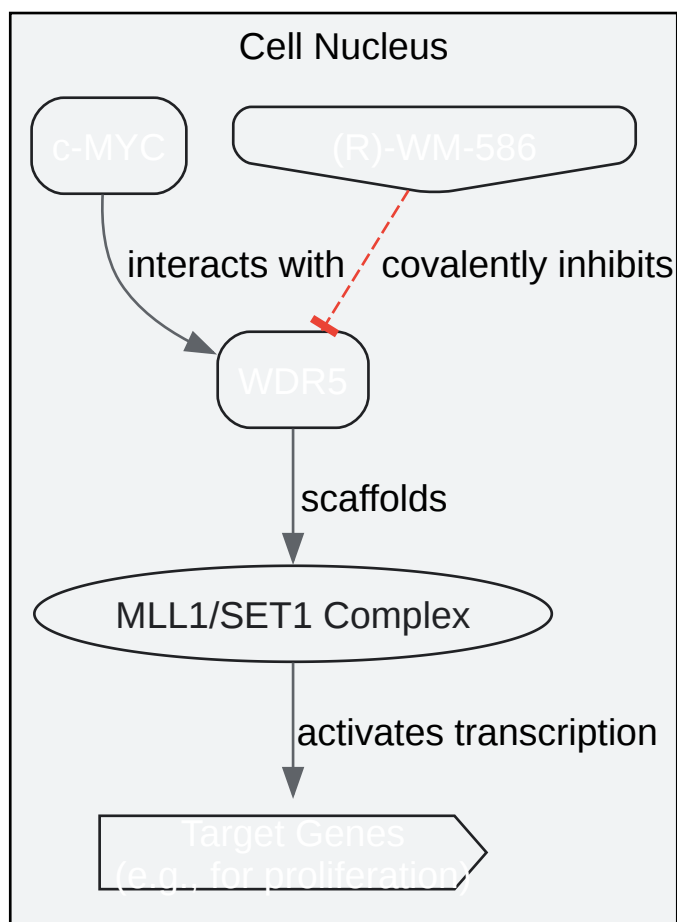 Cell Nucleus
c-MYC
(R)-WM-586
interacts with
covalently inhibits
WDR5
scaffolds
MLL1/SET1 Complex
activates transcription
Target Genes
(e.g., for proliferation)